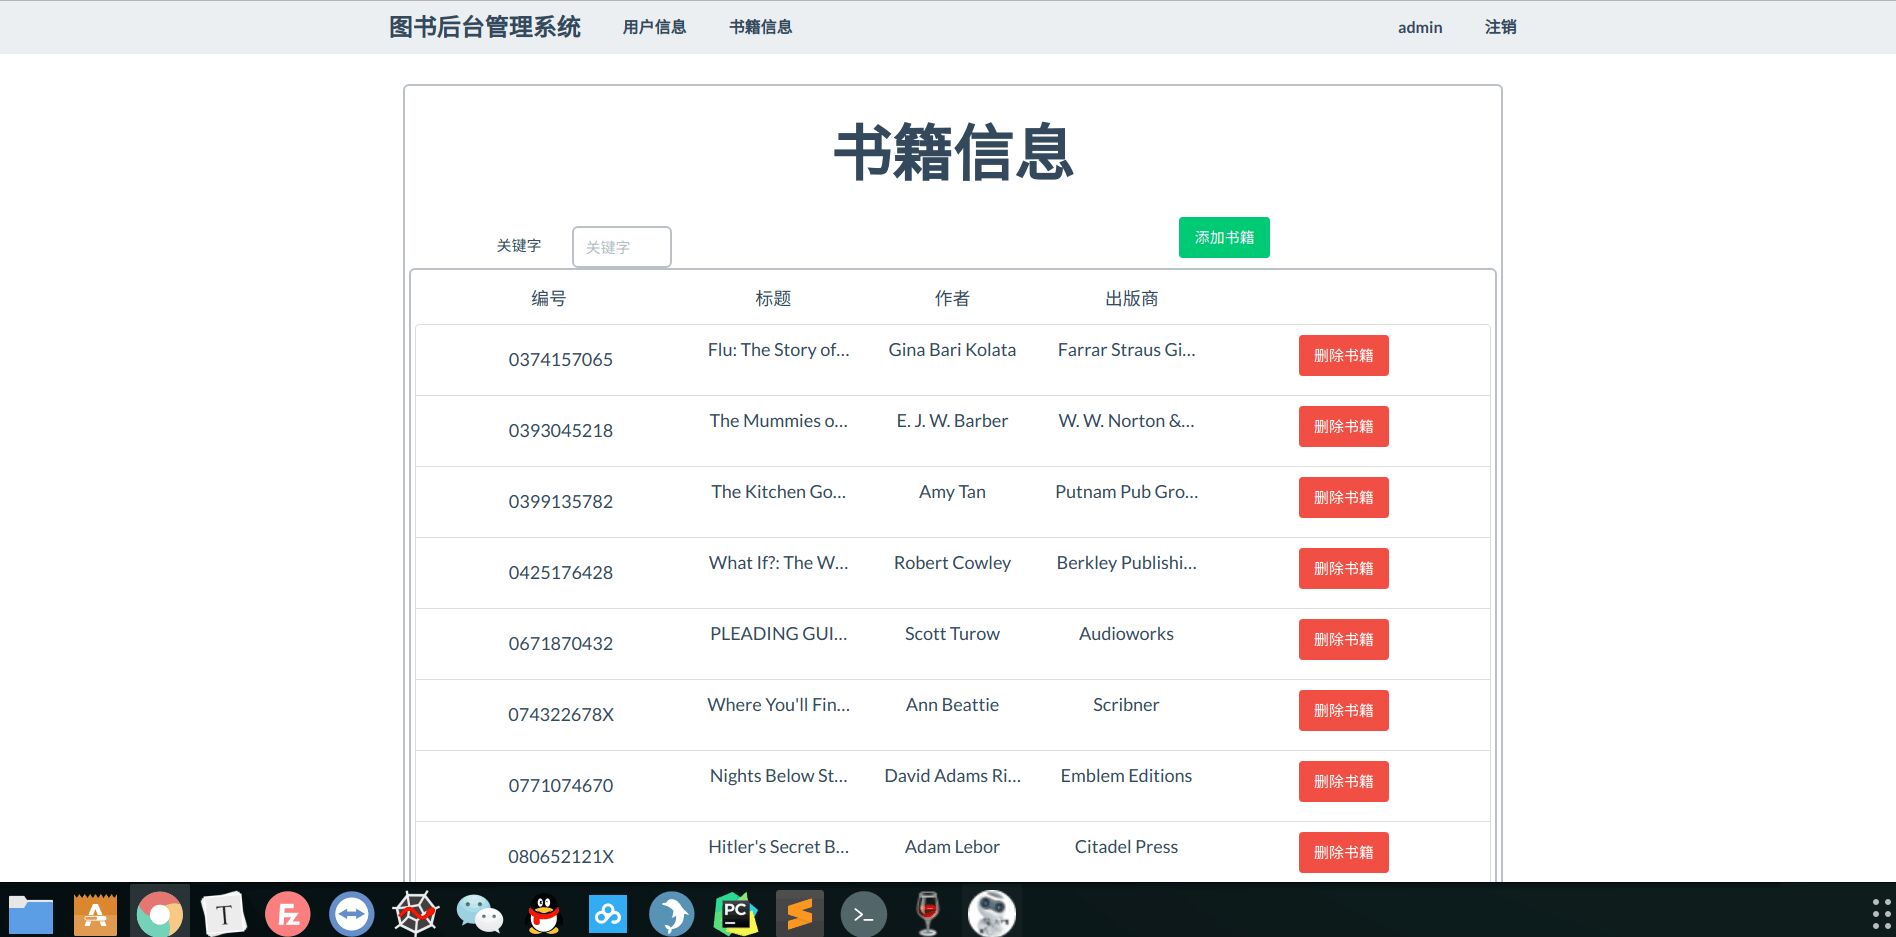 图书后台管理系统 用户信息 书籍信息 admin 注销
书籍信息
关键字 关键字 添加书籍
编号 标题 作者 出版商
0374157065 Flu: The Story of... Gina Bari Kolata Farrar Straus Gi... 删除书籍
0393045218 The Mummies o... E. J. W. Barber W. W. Norton &... 删除书籍
0399135782 The Kitchen Go... Amy Tan Putnam Pub Gro... 删除书籍
0425176428 What If?: The W... Robert Cowley Berkley Publishi... 删除书籍
0671870432 PLEADING GUI... Scott Turow Audioworks 删除书籍
074322678X Where You'll Fin... Ann Beattie Scribner 删除书籍
0771074670 Nights Below St... David Adams Ri... Emblem Editions 删除书籍
080652121X Hitler's Secret B... Adam Lebor Citadel Press 删除书籍
A T FZ PC >_